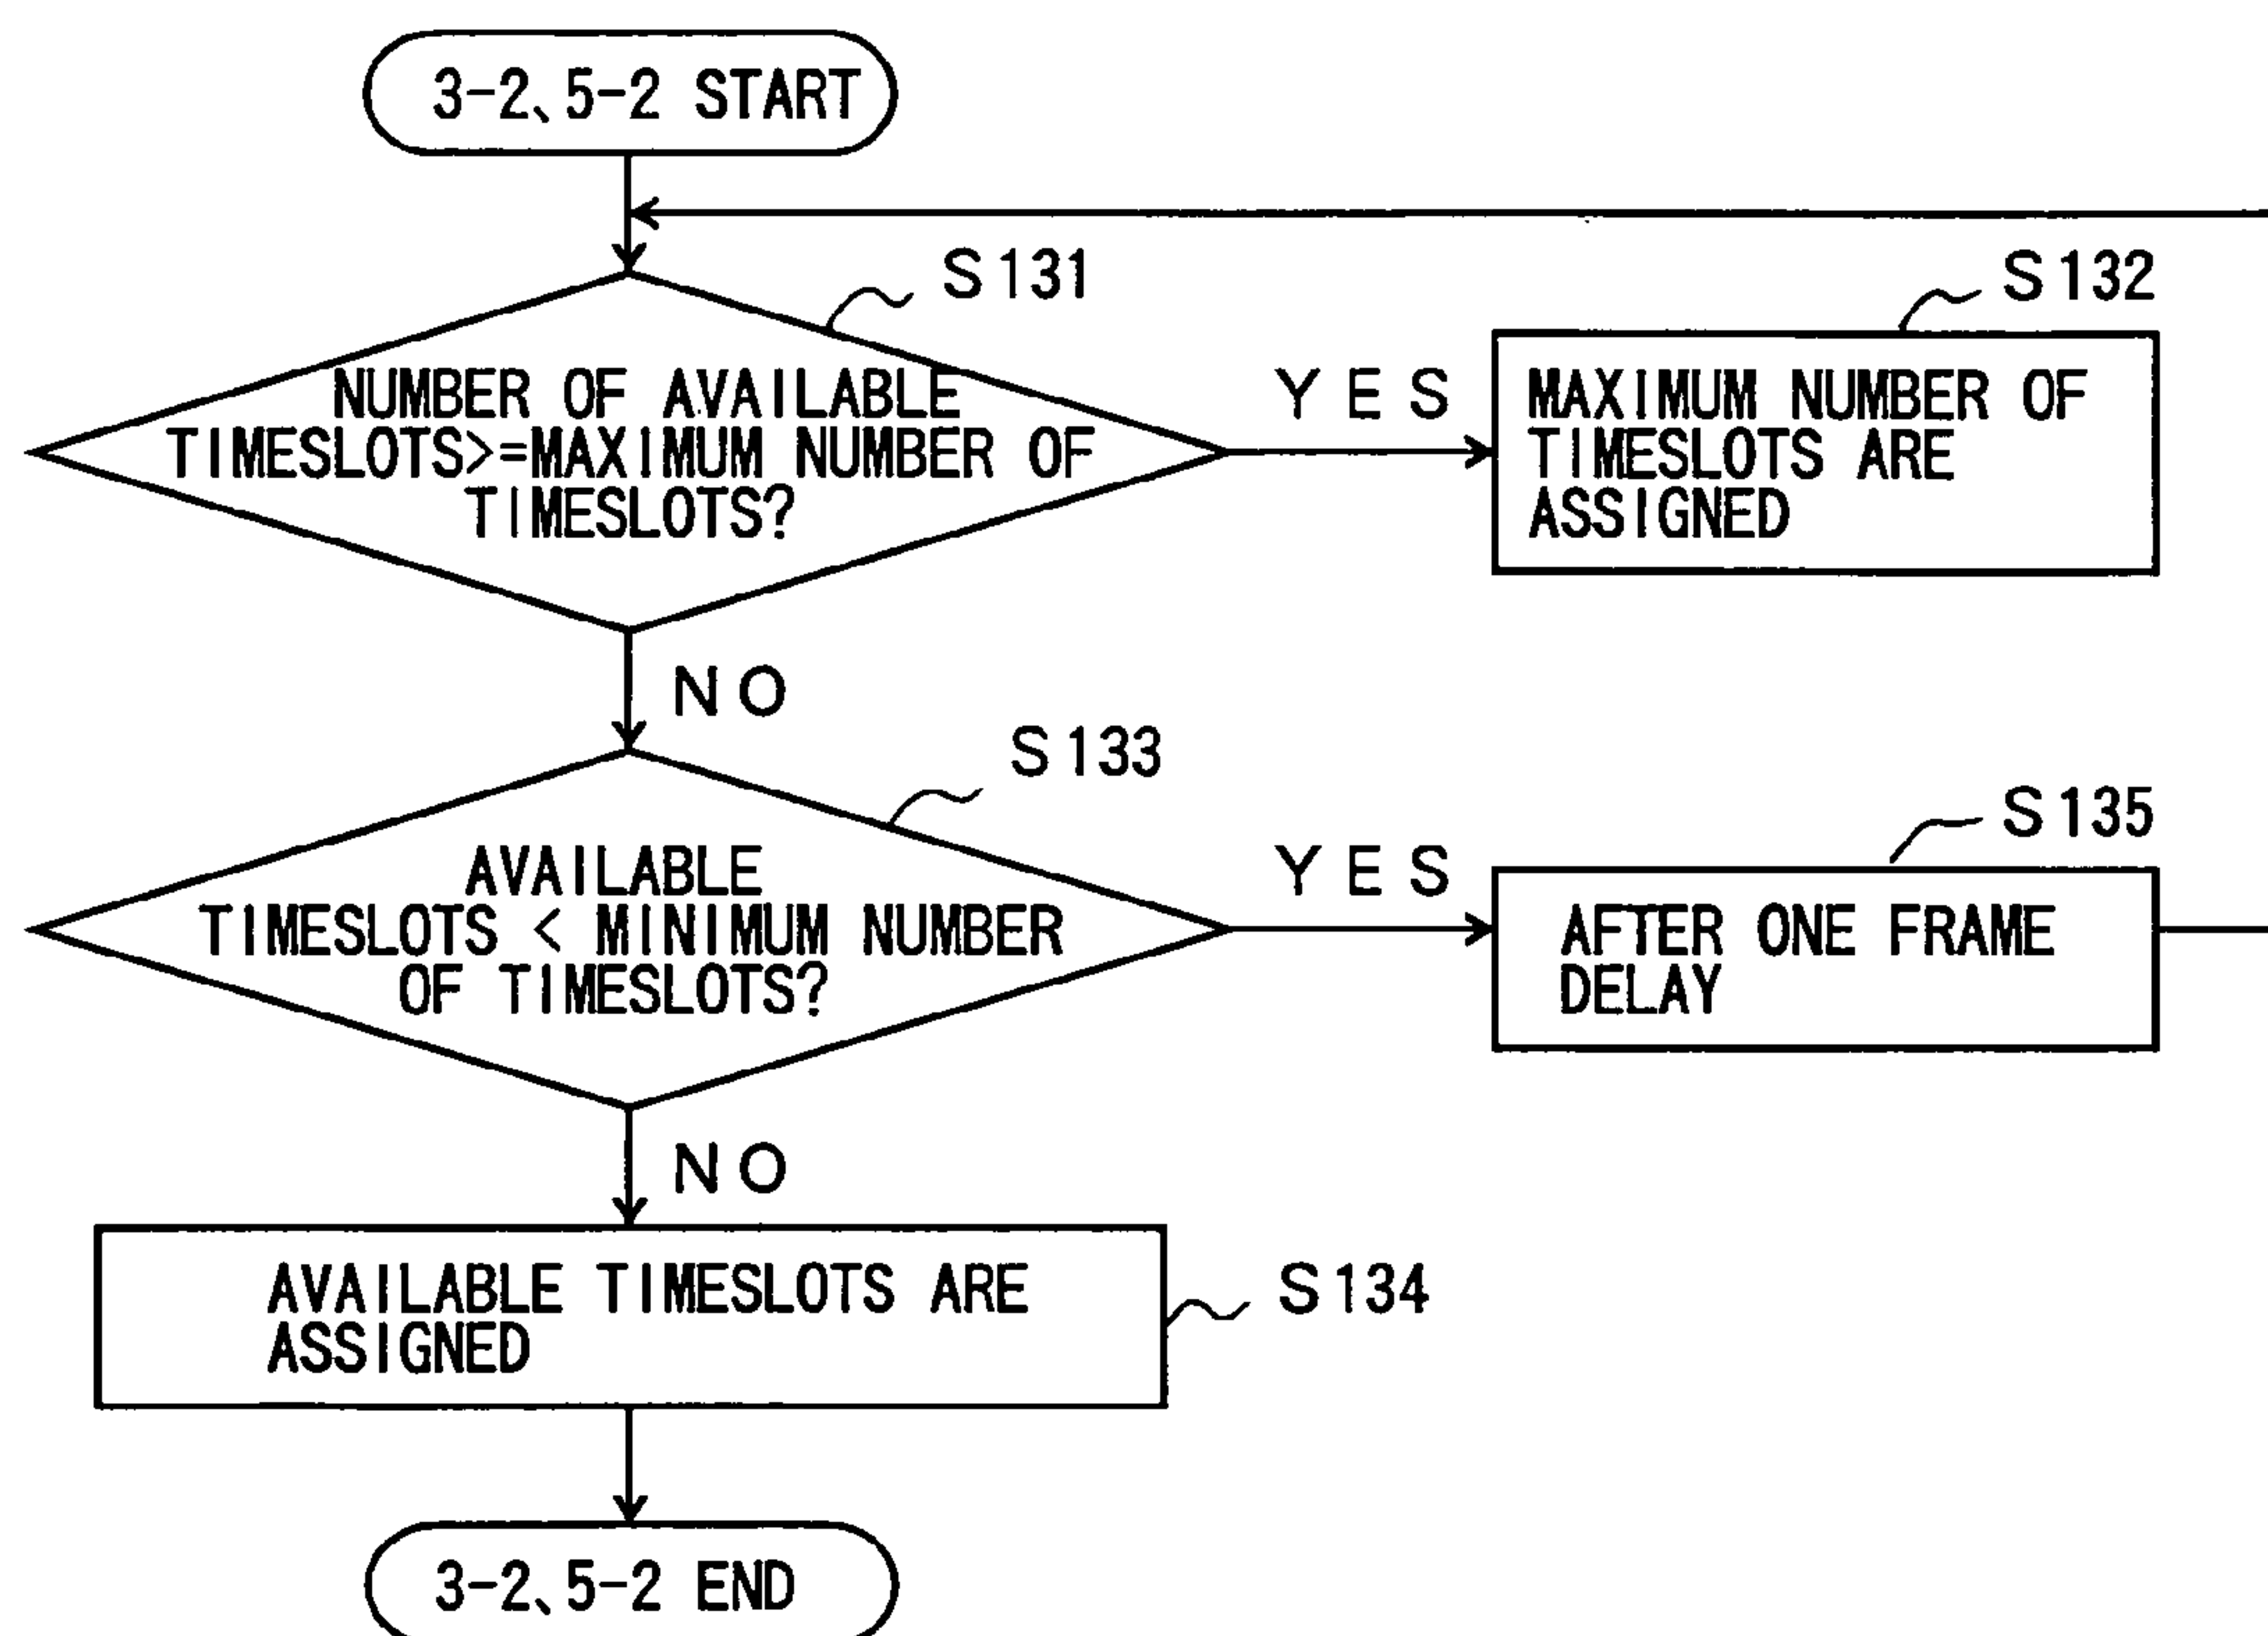 3-2、5-2 START
S131
NUMBER OF AVAILABLE
TIMESLOTS>=MAXIMUM NUMBER OF
TIMESLOTS?
YES
S132
MAXIMUM NUMBER OF
TIMESLOTS ARE
ASSIGNED
NO
S133
AVAILABLE
TIMESLOTS < MINIMUM NUMBER
OF TIMESLOTS?
YES
S135
AFTER ONE FRAME
DELAY
NO
AVAILABLE TIMESLOTS ARE
ASSIGNED
S134
3-2、5-2 END